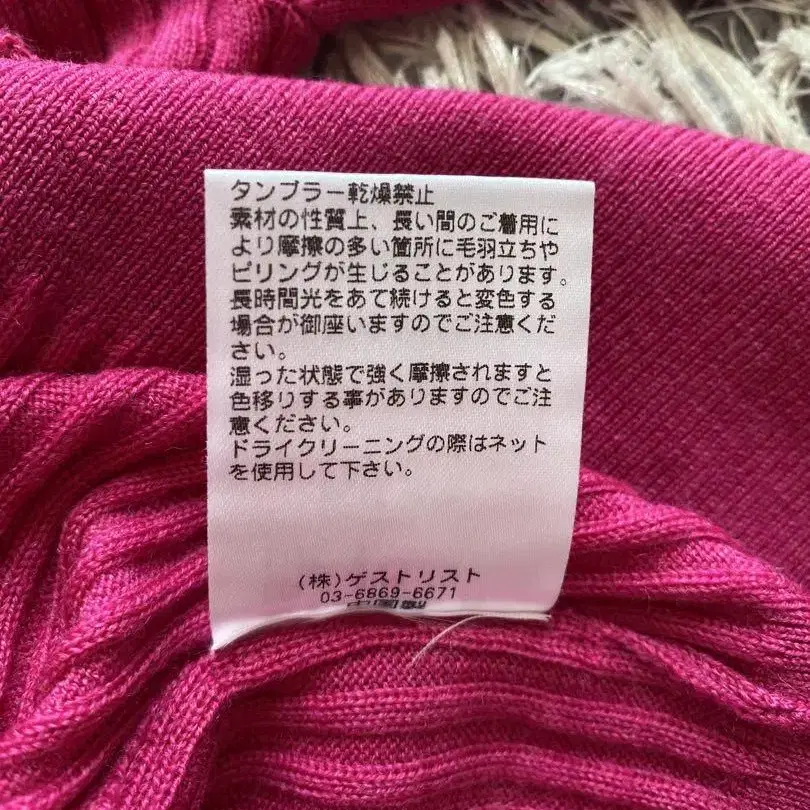 タンブラー乾燥禁止
素材の性質上、長い間のご着用に
より摩擦の多い箇所に毛羽立ちや
ピリングが生じることがあります。
長時間光をあて続けると変色する
場合が御座いますのでご注意くだ
さい。
湿った状態で強く摩擦されますと
色移りする事がありますのでご注
意ください。
ドライクリーニングの際はネット
を使用して下さい。
(株)ゲストリスト
03-6869-6671
中国製